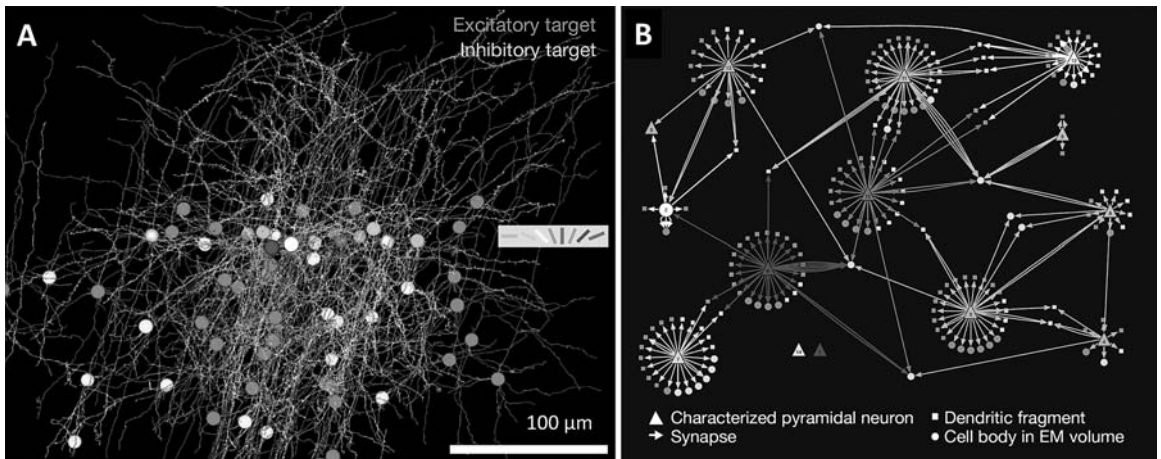 A
Excitatory target
Inhibitory target
100 µm
B
Characterized pyramidal neuron
Synapse
Dendritic fragment
Cell body in EM volume